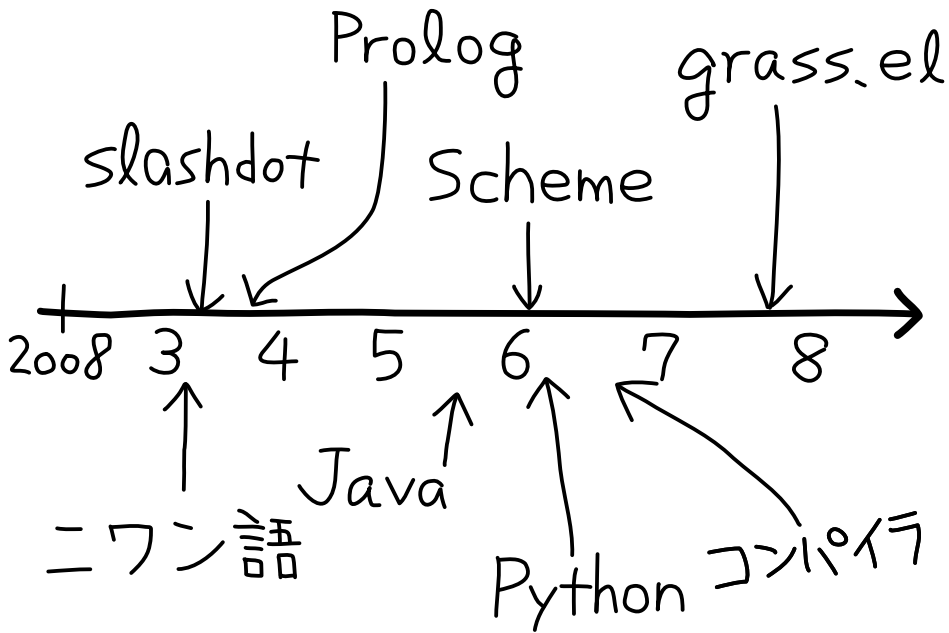 Prolog
grass.el
slashdot
Scheme
2008 3 4 5 6 7 8
Java
ニワン語
Python
コンパイラ